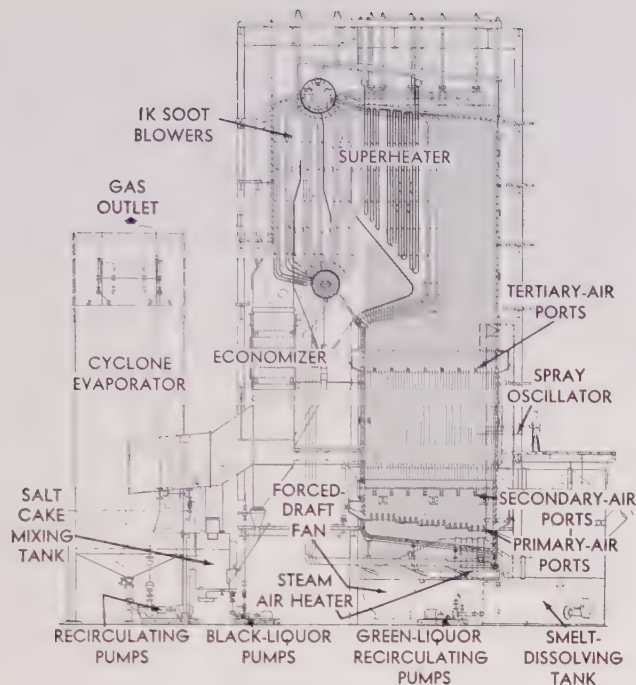 1K SOOT
BLOWERS
SUPERHEATER
GAS
OUTLET
TERTIARY-AIR
PORTS
ECONOMIZER
CYCLONE
EVAPORATOR
SPRAY
OSCILLATOR
SALT
CAKE
MIXING
TANK
FORCED-
DRAFT
FAN
SECONDARY-AIR
PORTS
PRIMARY-AIR
PORTS
STEAM
AIR HEATER
RECIRCULATING
PUMPS
BLACK-LIQUOR
PUMPS
GREEN-LIQUOR
RECIRCULATING
PUMPS
SMELT-
DISSOLVING
TANK